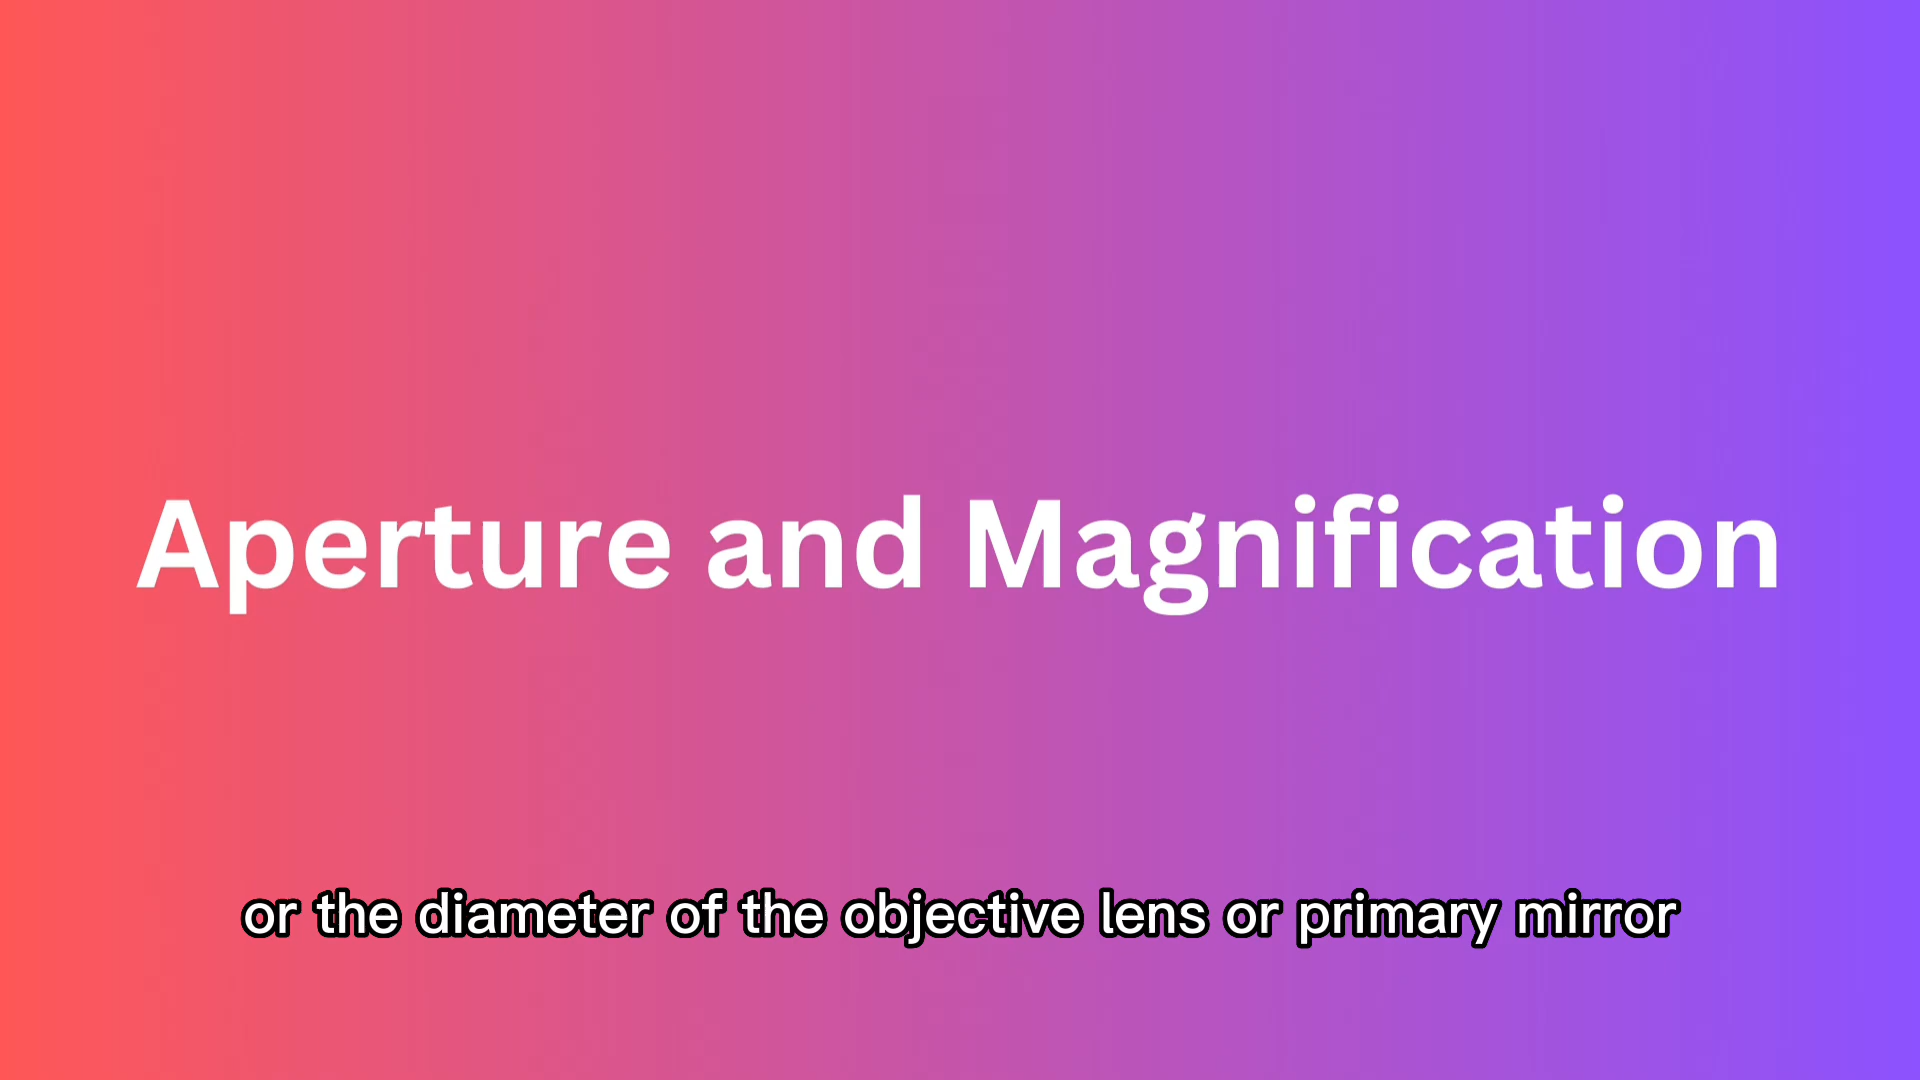 Aperture and Magnification
or the diameter of the objective lens or primary mirror